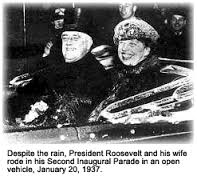 Despite the rain, President Roosevelt and his wife
rode in his Second Inaugural Parade in an open
vehicle, January 20, 1937.